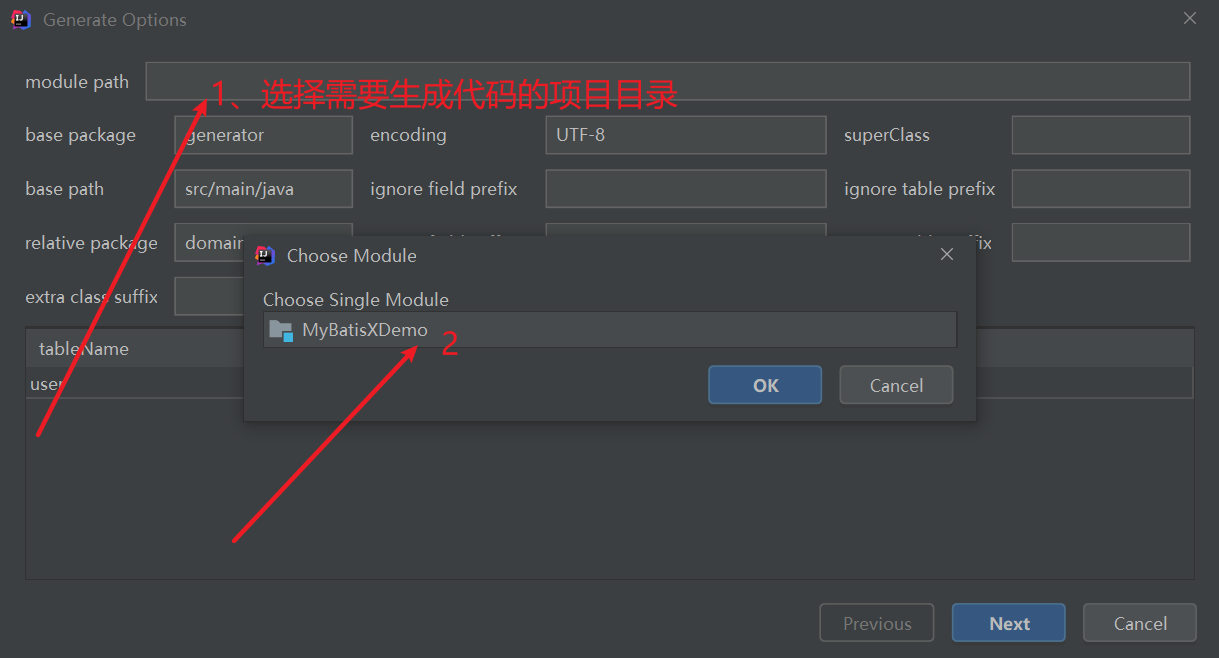 Generate Options
module path
1、选择需要生成代码的项目目录
base package generator encoding UTF-8 superClass
base path src/main/java ignore field prefix ignore table prefix
relative package domain
extra class suffix
Choose Module
Choose Single Module
MyBatisXDemo 2
OK Cancel
tableName
user
Previous Next Cancel